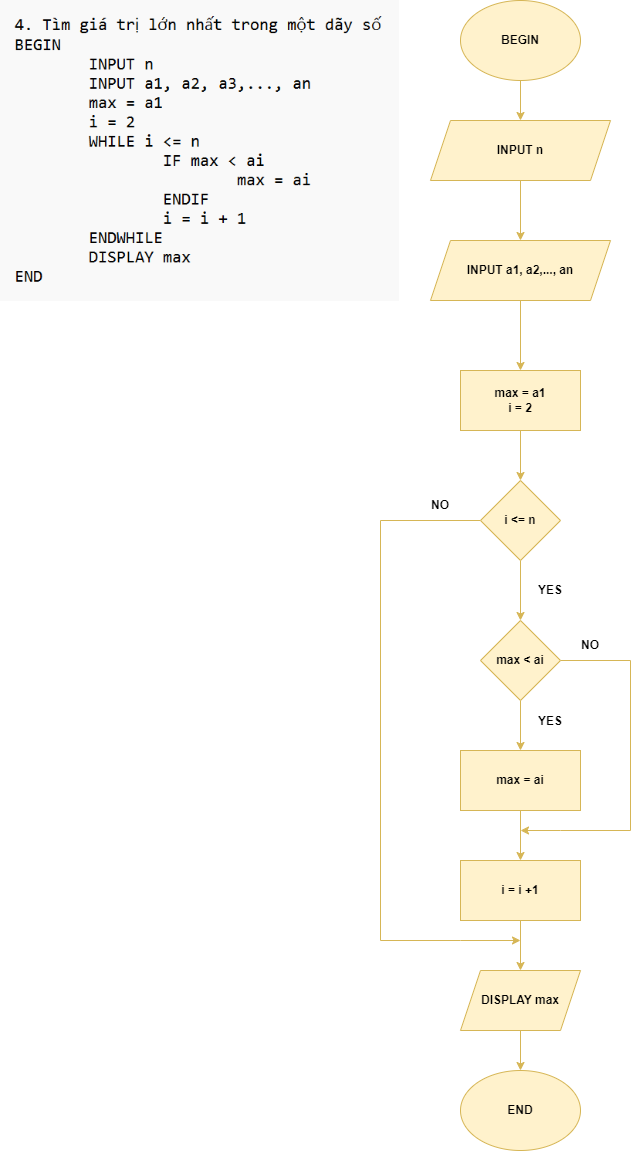 4. Tìm giá trị lớn nhất trong một dãy số
BEGIN
INPUT n
INPUT a1, a2, a3,..., an
max = a1
i = 2
WHILE i <= n
IF max < ai
max = ai
ENDIF
i = i + 1
ENDWHILE
DISPLAY max
END
BEGIN
INPUT n
INPUT a1, a2,..., an
max = a1
i = 2
NO
i <= n
YES
max < ai
NO
YES
max = ai
i = i +1
DISPLAY max
END